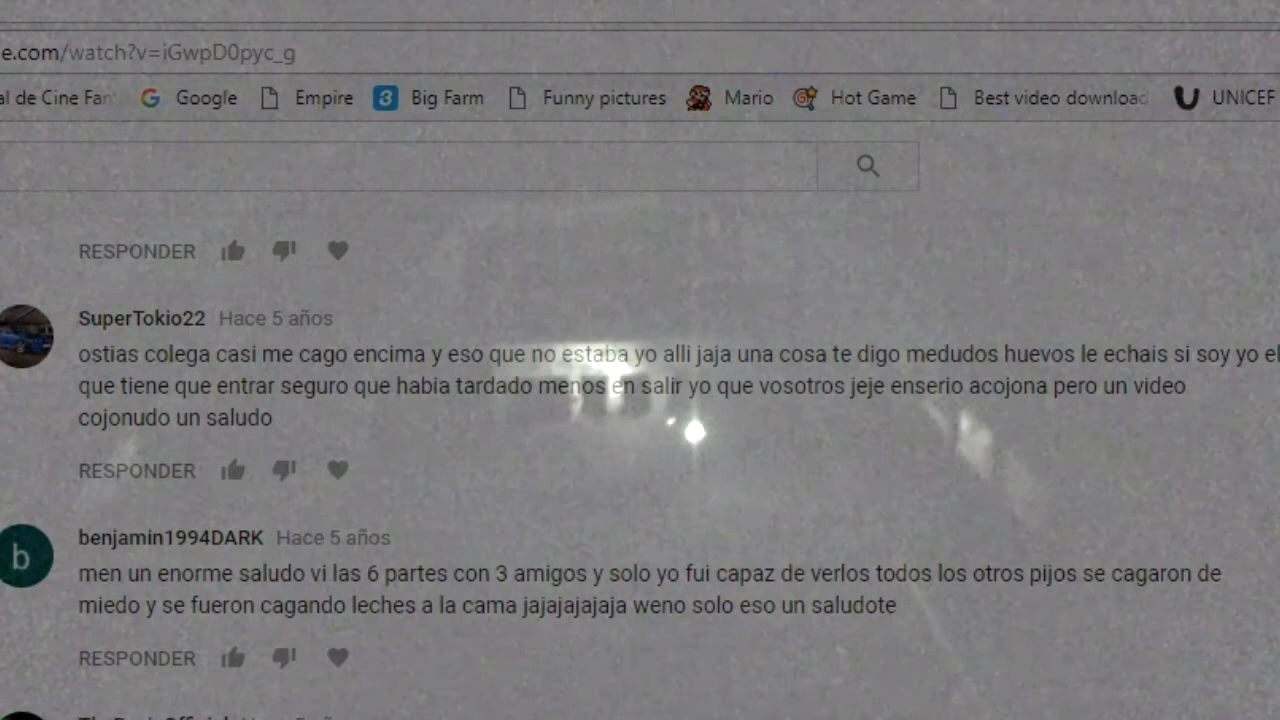 e.com/watch?v=iGwpD0pyc_g
al de Cine Fan Google Empire 3 Big Farm Funny pictures Mario Hot Game Best video downloac UNICEF
RESPONDER
SuperTokio22 Hace 5 años
ostias colega casi me cago encima y eso que no estaba yo alli jaja una cosa te digo medudos huevos le echais si soy yo el
que tiene que entrar seguro que habia tardado menos en salir yo que vosotros jeje enserio acojona pero un video
cojonudo un saludo
RESPONDER
benjamin1994DARK Hace 5 años
b
men un enorme saludo vi las 6 partes con 3 amigos y solo yo fui capaz de verlos todos los otros pijos se cagaron de
miedo y se fueron cagando leches a la cama jajajajajaja weno solo eso un saludote
RESPONDER